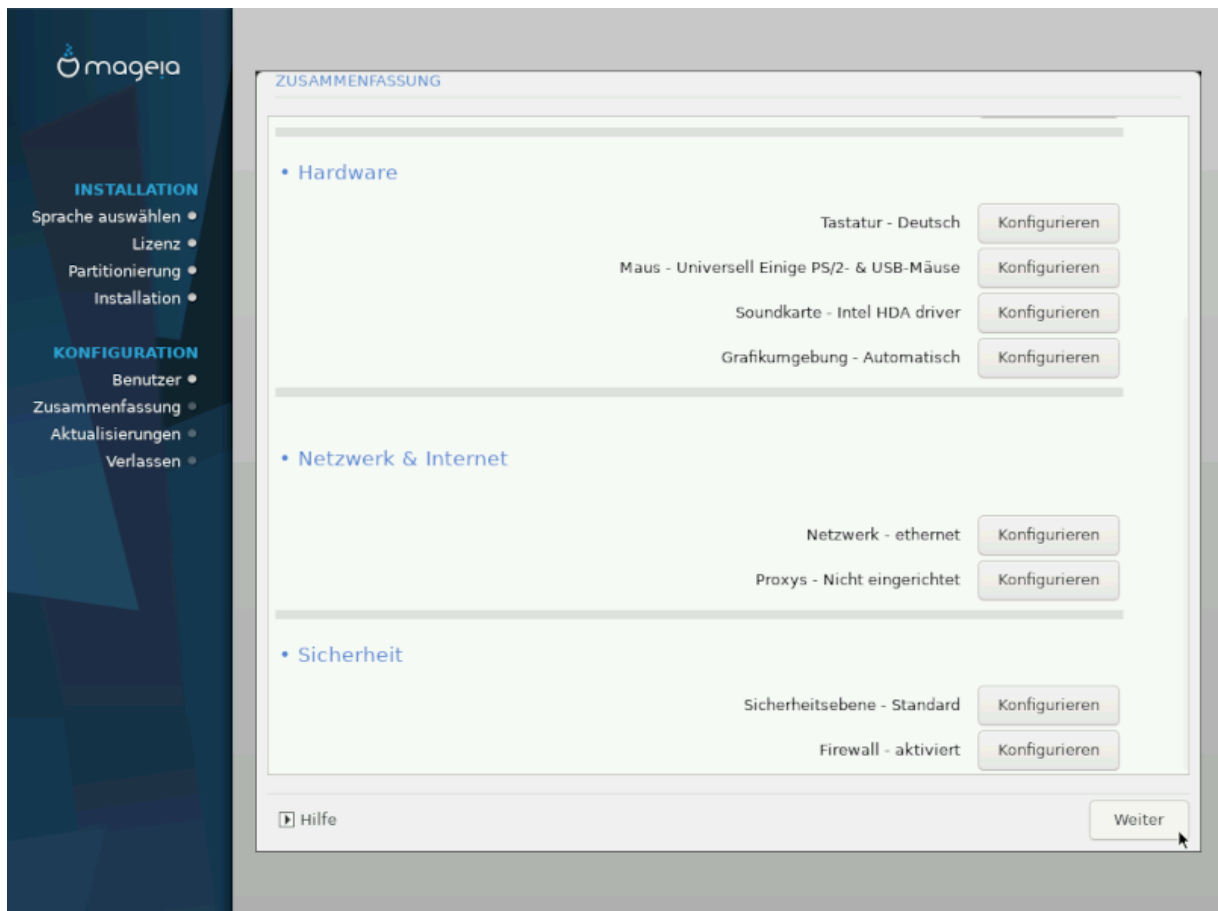 mageia
INSTALLATION
Sprache auswählen
Lizenz
Partitionierung
Installation
KONFIGURATION
Benutzer
Zusammenfassung
Aktualisierungen
Verlassen
ZUSAMMENFASSUNG
• Hardware
Tastatur - Deutsch Konfigurieren
Maus - Universell Einige PS/2- & USB-Mäuse Konfigurieren
Soundkarte - Intel HDA driver Konfigurieren
Grafikumgebung - Automatisch Konfigurieren
• Netzwerk & Internet
Netzwerk - ethernet Konfigurieren
Proxys - Nicht eingerichtet Konfigurieren
• Sicherheit
Sicherheitsebene - Standard Konfigurieren
Firewall - aktiviert Konfigurieren
Hilfe
Weiter